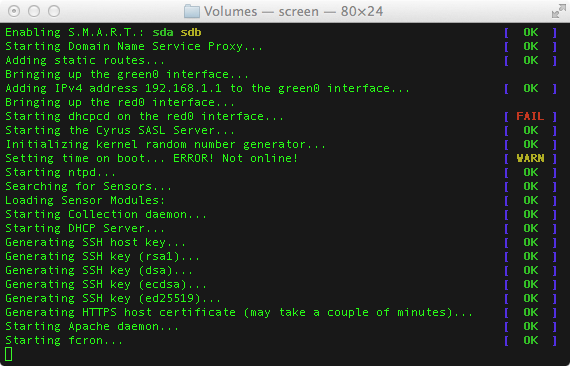 Volumes — screen — 80×24
Enabling S.M.A.R.T.: sda sdb [ OK ]
Starting Domain Name Service Proxy... [ OK ]
Adding static routes... [ OK ]
Bringing up the green0 interface...
Adding IPv4 address 192.168.1.1 to the green0 interface... [ OK ]
Bringing up the red0 interface...
Starting dhcpcd on the red0 interface... [ FAIL ]
Starting the Cyrus SASL Server... [ OK ]
Initializing kernel random number generator... [ OK ]
Setting time on boot... ERROR! Not online! [ WARN ]
Starting ntpd... [ OK ]
Searching for Sensors... [ OK ]
Loading Sensor Modules: [ OK ]
Starting Collection daemon... [ OK ]
Starting DHCP Server... [ OK ]
Generating SSH host key... [ OK ]
Generating SSH key (rsa1)... [ OK ]
Generating SSH key (dsa)... [ OK ]
Generating SSH key (ecdsa)... [ OK ]
Generating SSH key (ed25519)... [ OK ]
Generating HTTPS host certificate (may take a couple of minutes)... [ OK ]
Starting Apache daemon... [ OK ]
Starting fcron... [ OK ]